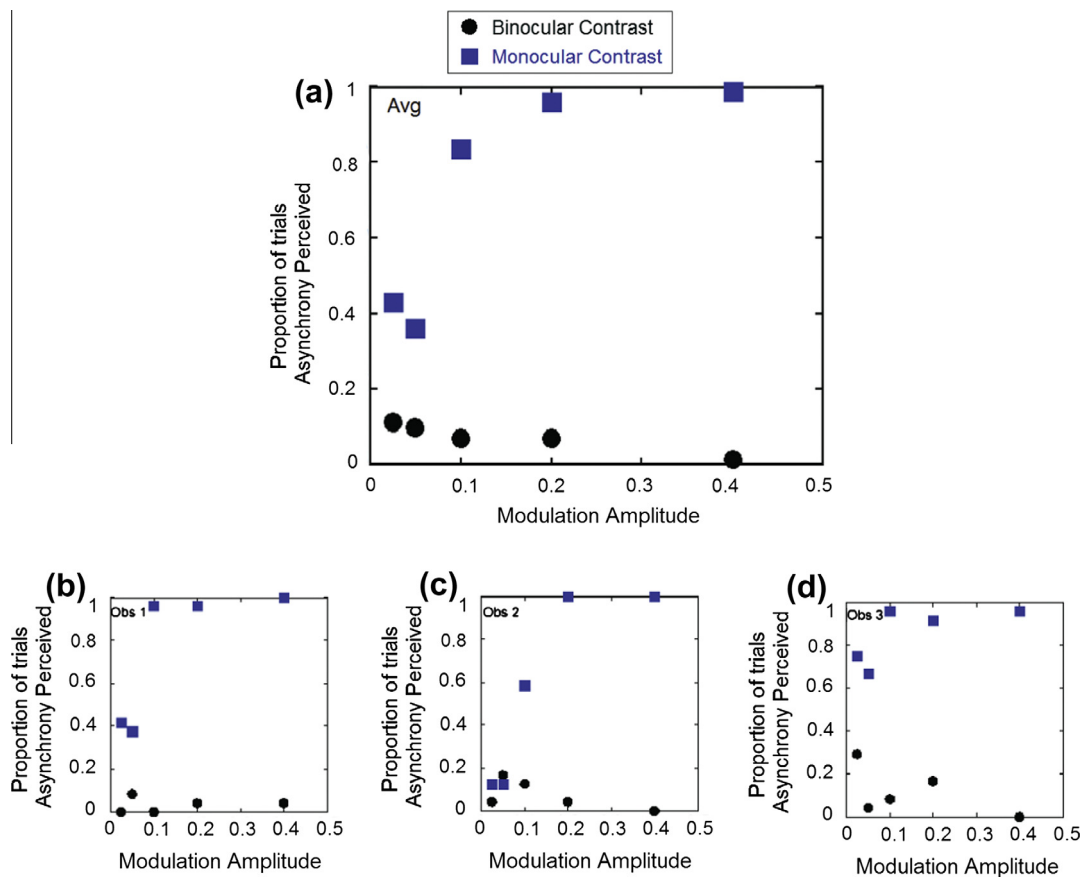 Binocular Contrast
Monocular Contrast
(a)
Avg
1
0.8
0.6
0.4
0.2
0
0 0.1 0.2 0.3 0.4 0.5
Proportion of trials
Asynchrony Perceived
Modulation Amplitude
(b)
Obs 1
1
0.8
0.6
0.4
0.2
0
0 0.1 0.2 0.3 0.4 0.5
Proportion of trials
Asynchrony Perceived
Modulation Amplitude
(c)
Obs 2
1
0.8
0.6
0.4
0.2
0
0 0.1 0.2 0.3 0.4 0.5
Proportion of trials
Asynchrony Perceived
Modulation Amplitude
(d)
Obs 3
1
0.8
0.6
0.4
0.2
0
0 0.1 0.2 0.3 0.4 0.5
Proportion of trials
Asynchrony Perceived
Modulation Amplitude